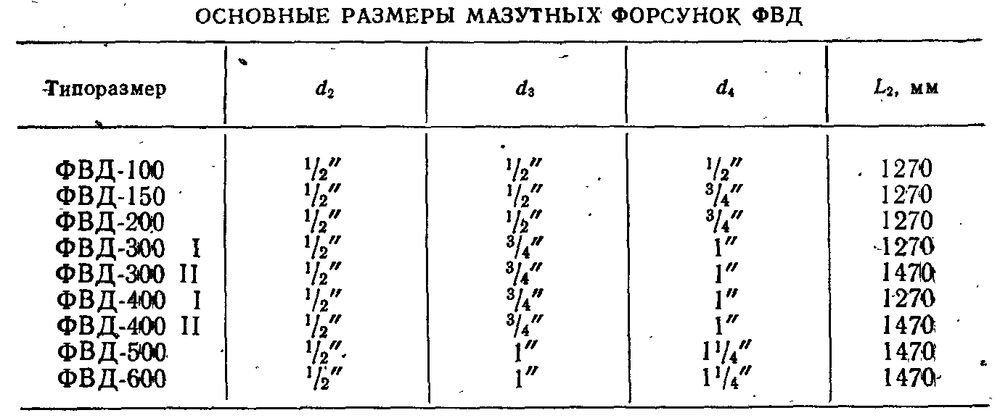 ОСНОВНЫЕ РАЗМЕРЫ МАЗУТНЫХ ФОРСУНОК ФВД
Типоразмер d₂ d₃ d₄ L₂, мм
ФВД-100 1/2″ 1/2″ 1/2″ 1270
ФВД-150 1/2″ 1/2″ 3/4″ 1270
ФВД-200 1/2″ 1/2″ 3/4″ 1270
ФВД-300 I 1/2″ 3/4″ 1″ 1270
ФВД-300 II 1/2″ 3/4″ 1″ 1470
ФВД-400 I 1/2″ 3/4″ 1″ 1270
ФВД-400 II 1/2″ 3/4″ 1″ 1470
ФВД-500 1/2″ 1″ 1 1/4″ 1470
ФВД-600 1/2″ 1″ 1 1/4″ 1470